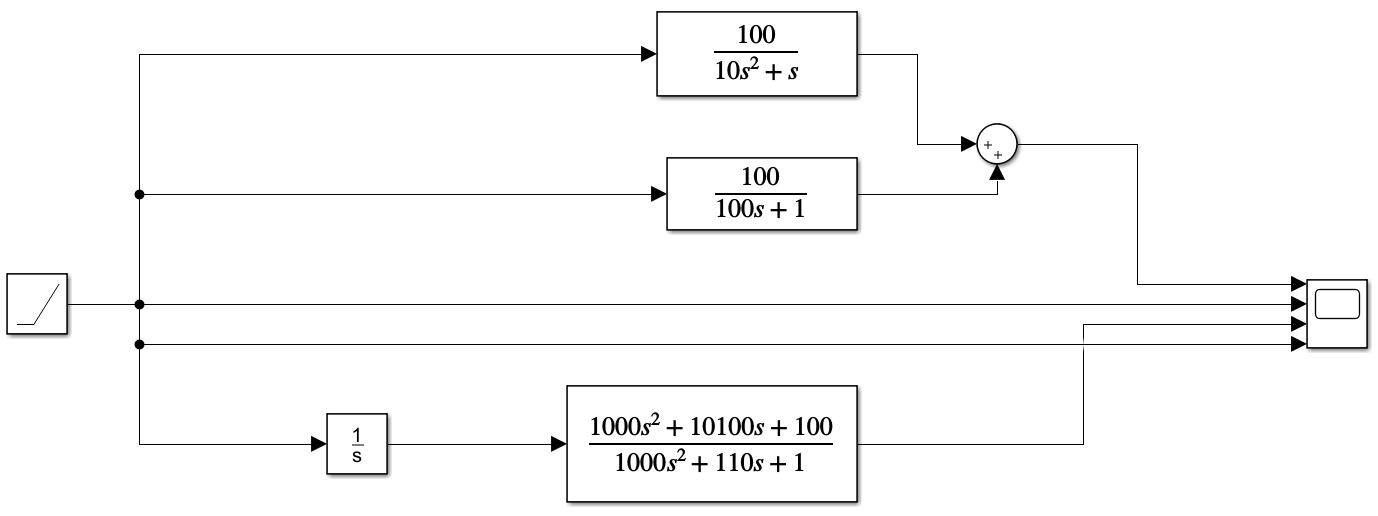 100
10s² + s
+
+
100
100s + 1
1
s
1000s² + 10100s + 100
1000s² + 110s + 1